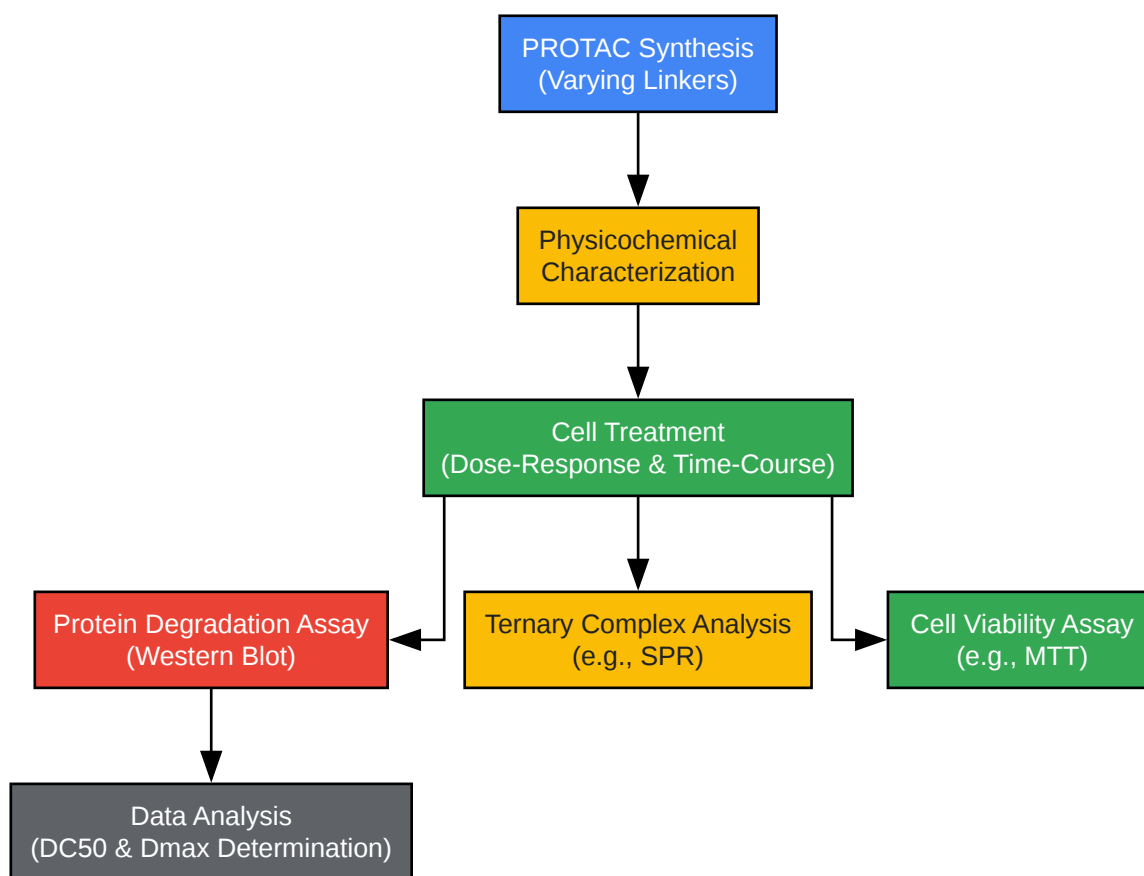 PROTAC Synthesis
(Varying Linkers)
Physicochemical
Characterization
Cell Treatment
(Dose-Response & Time-Course)
Protein Degradation Assay
(Western Blot)
Ternary Complex Analysis
(e.g., SPR)
Cell Viability Assay
(e.g., MTT)
Data Analysis
(DC50 & Dmax Determination)